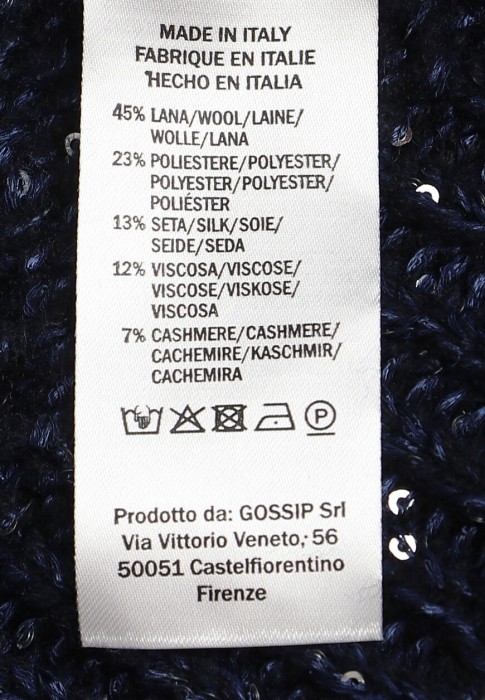 MADE IN ITALY
FABRIQUE EN ITALIE
HECHO EN ITALIA
45% LANA/WOOL/LAINE/
WOLLE/LANA
23% POLIESTERE/POLYESTER/
POLYESTER/POLYESTER/
POLIÉSTER
13% SETA/SILK/SOIE/
SEIDE/SEDA
12% VISCOSA/VISCOSE/
VISCOSE/VISKOSE/
VISCOSA
7% CASHMERE/CASHMERE/
CACHEMIRE/KASCHMIR/
CACHEMIRA
P
Prodotto da: GOSSIP Srl
Via Vittorio Veneto, 56
50051 Castelfiorentino
Firenze